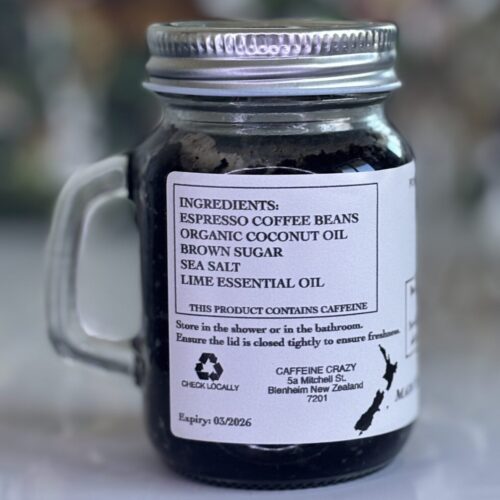 INGREDIENTS:
ESPRESSO COFFEE BEANS
ORGANIC COCONUT OIL
BROWN SUGAR
SEA SALT
LIME ESSENTIAL OIL
THIS PRODUCT CONTAINS CAFFEINE
Store in the shower or in the bathroom.
Ensure the lid is closed tightly to ensure freshness.
CHECK LOCALLY
CAFFEINE CRAZY
5a Mitchell St.
Blenheim New Zealand
7201
Expiry: 03/2026